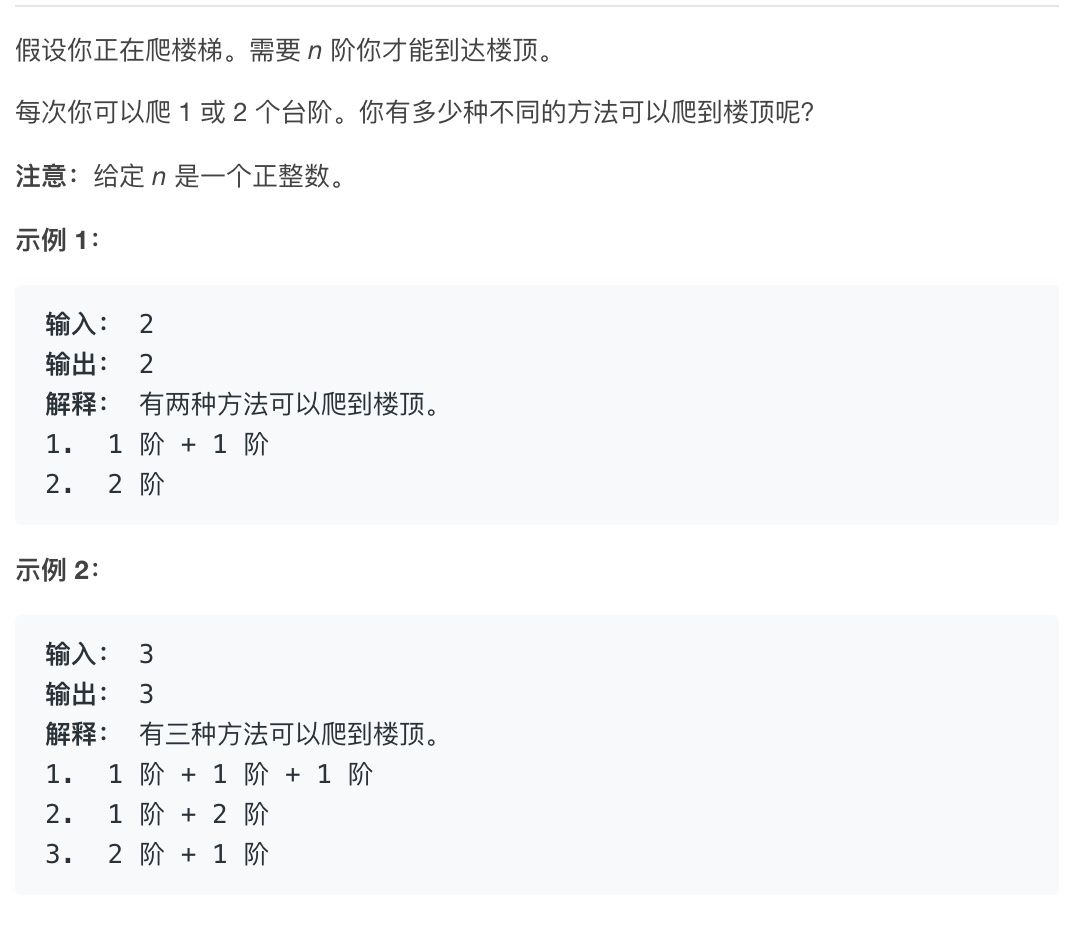 假设你正在爬楼梯。需要 n 阶你才能到达楼顶。
每次你可以爬 1 或 2 个台阶。你有多少种不同的方法可以爬到楼顶呢？
注意：给定 n 是一个正整数。
示例 1：
输入： 2
输出： 2
解释： 有两种方法可以爬到楼顶。
1. 1 阶 + 1 阶
2. 2 阶
示例 2：
输入： 3
输出： 3
解释： 有三种方法可以爬到楼顶。
1. 1 阶 + 1 阶 + 1 阶
2. 1 阶 + 2 阶
3. 2 阶 + 1 阶